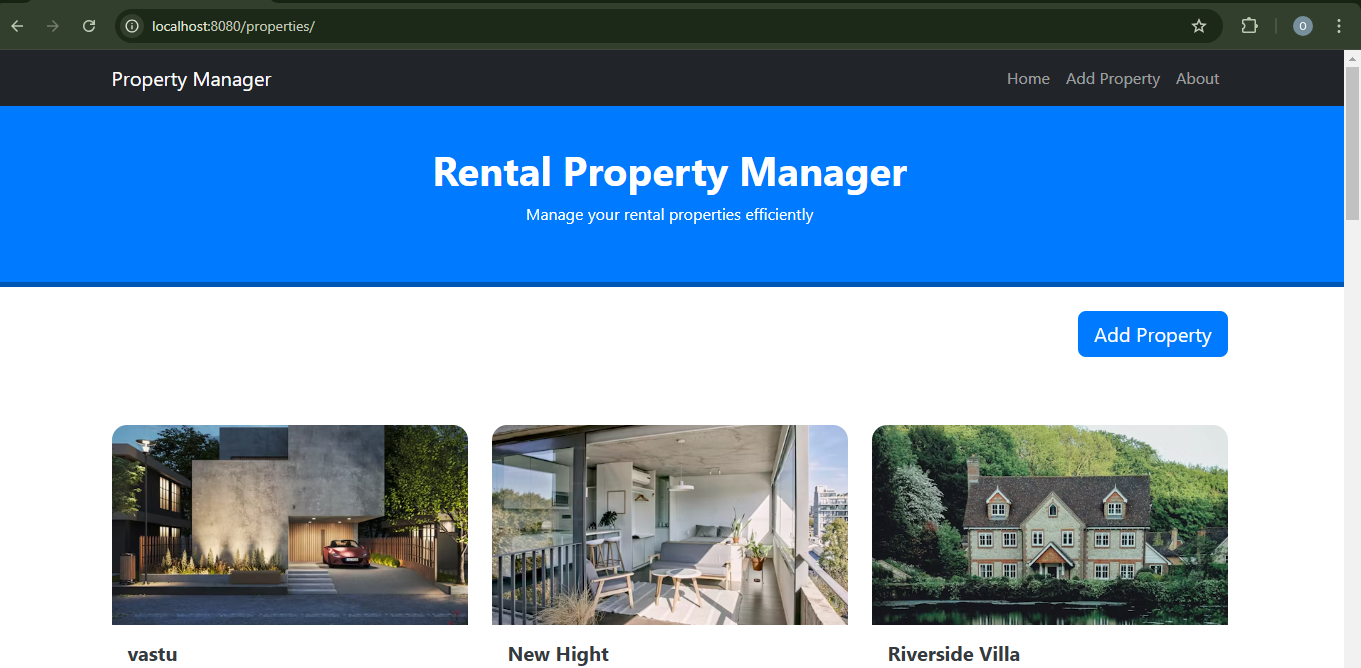 localhost:8080/properties/
O
Property Manager
Home
Add Property
About
Rental Property Manager
Manage your rental properties efficiently
Add Property
vastu
New Hight
Riverside Villa